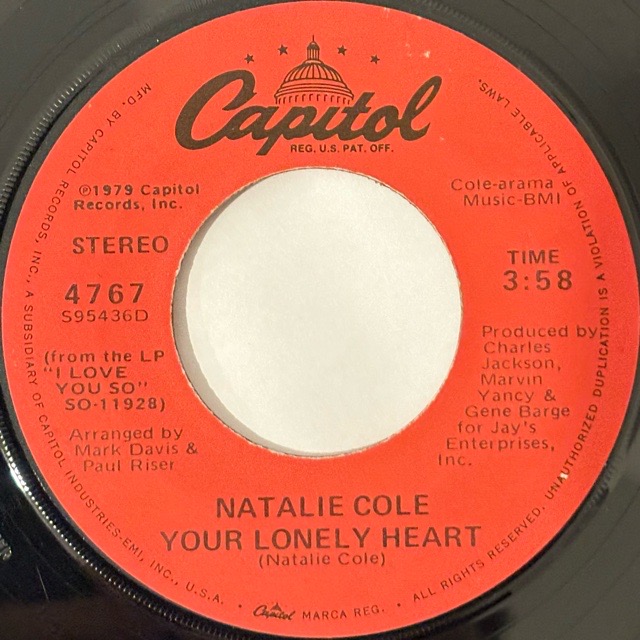 Capitol
REG. U.S. PAT. OFF.
℗1979 Capitol
Records, Inc.
Cole-arama
Music-BMI
STEREO
4767
S95436D
TIME
3:58
(from the LP
"I LOVE
YOU SO"
SO-11928)
Arranged by
Mark Davis &
Paul Riser
Produced by
Charles
Jackson,
Marvin
Yancy &
Gene Barge
for Jay's
Enterprises,
Inc.
NATALIE COLE
YOUR LONELY HEART
(Natalie Cole)
MFD. BY CAPITOL RECORDS, INC., A SUBSIDIARY OF CAPITOL INDUSTRIES-EMI, INC., U.S.A. • Capitol MARCA REG. • ALL RIGHTS RESERVED. UNAUTHORIZED DUPLICATION IS A VIOLATION OF APPLICABLE LAWS.